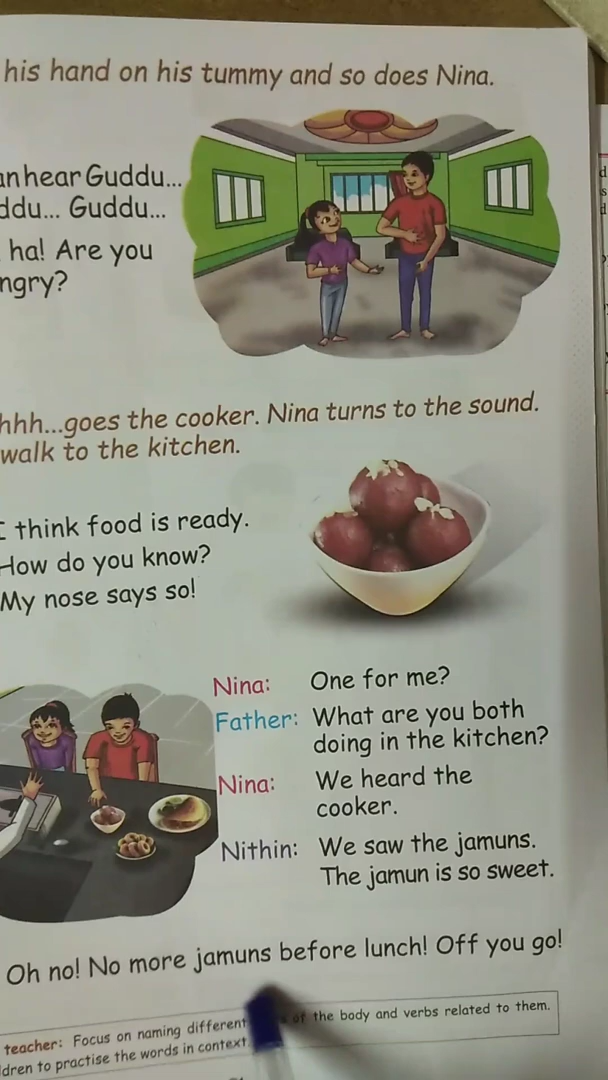 his hand on his tummy and so does Nina.
hear Guddu...
Guddu...
ha! Are you
goes the cooker. Nina turns to the sound.
walk to the kitchen.
I think food is ready.
How do you know?
My nose says so!
Nina: One for me?
Father: What are you both
doing in the kitchen?
Nina: We heard the
cooker.
Nithin: We saw the jamuns.
The jamun is so sweet.
Oh no! No more jamuns before lunch! Off you go!
teacher: Focus on naming different of the body and verbs related to them.
to practise the words in context.